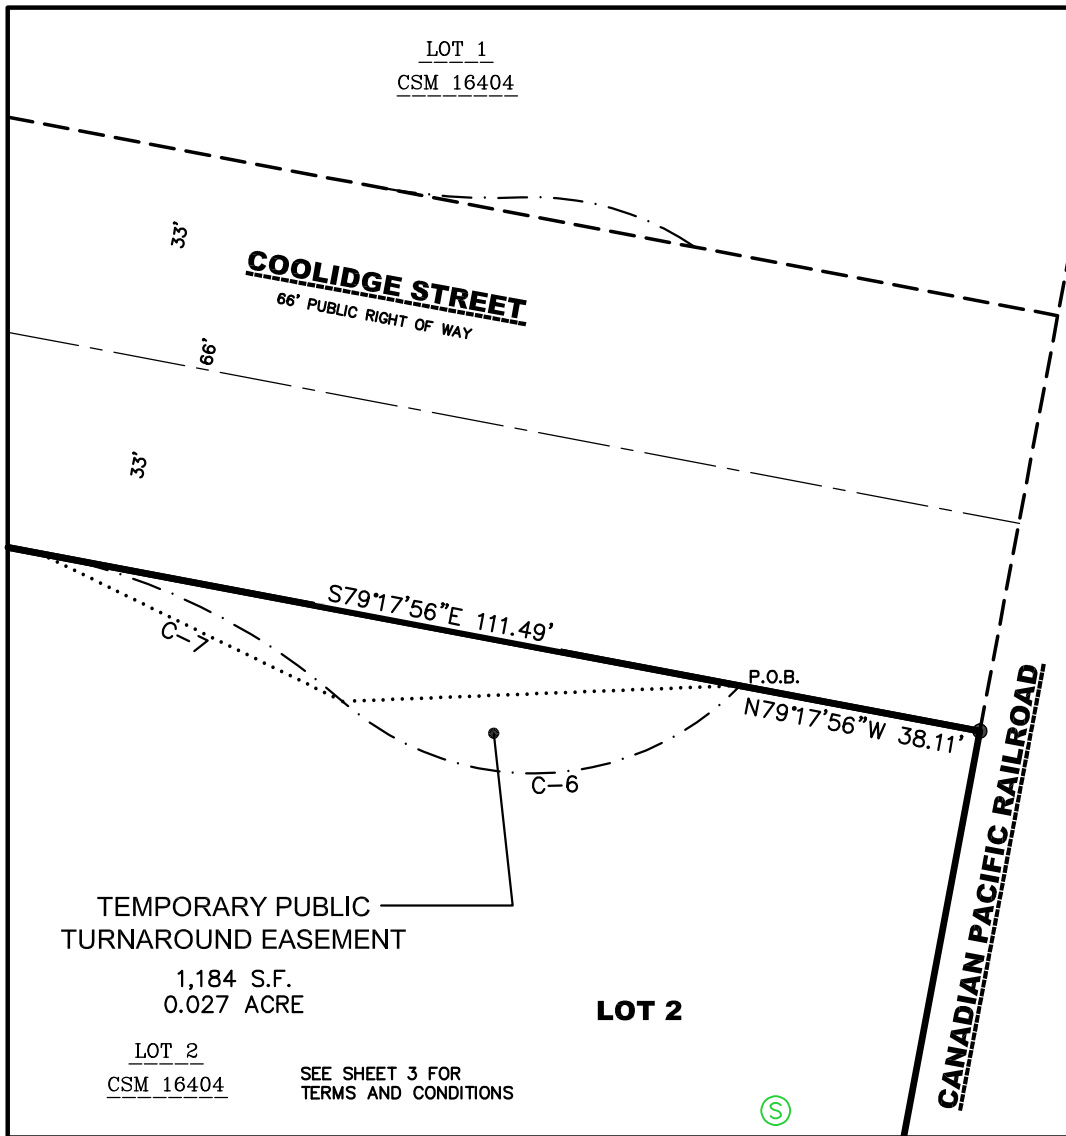 LOT 1
CSM 16404
33'
COOLIDGE STREET
66' PUBLIC RIGHT OF WAY
66'
33'
S79°17'56"E 111.49'
C-7
P.O.B.
N79°17'56"W 38.11'
C-6
CANADIAN PACIFIC RAILROAD
TEMPORARY PUBLIC
TURNAROUND EASEMENT
1,184 S.F.
0.027 ACRE
LOT 2
LOT 2
CSM 16404
SEE SHEET 3 FOR
TERMS AND CONDITIONS
S